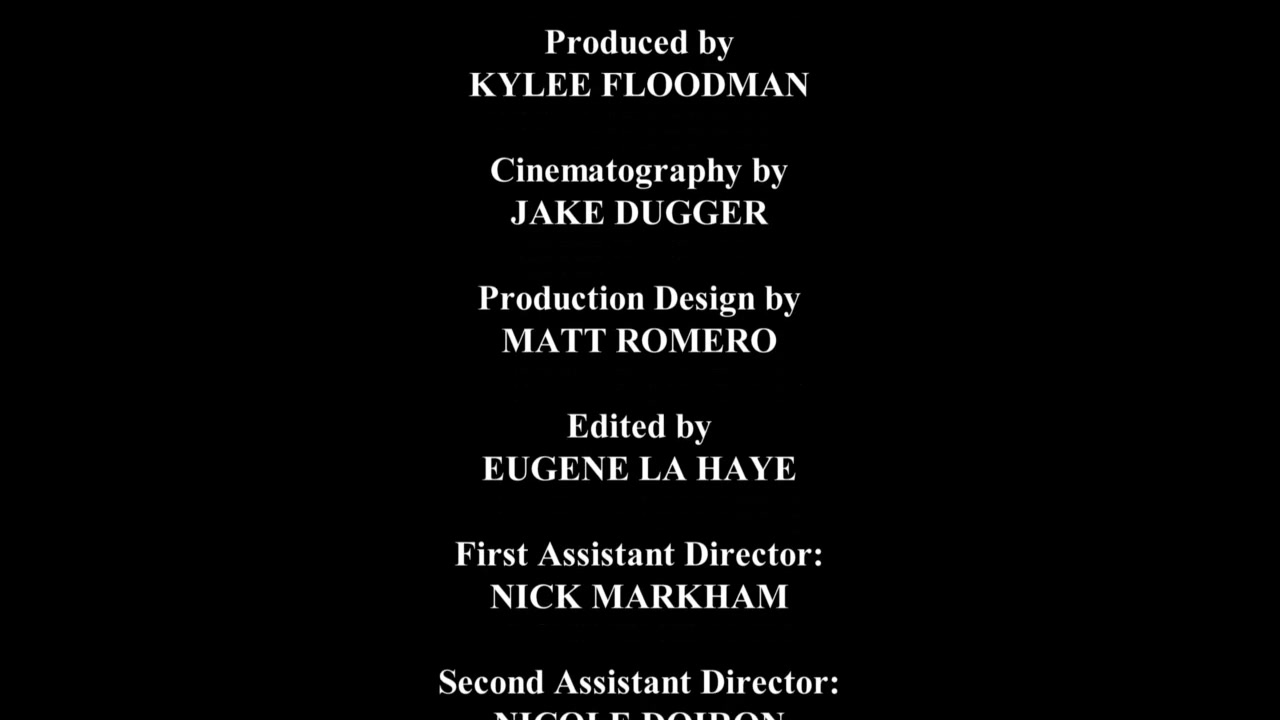 Produced by
KYLEE FLOODMAN
Cinematography by
JAKE DUGGER
Production Design by
MATT ROMERO
Edited by
EUGENE LA HAYE
First Assistant Director:
NICK MARKHAM
Second Assistant Director:
NICOLE